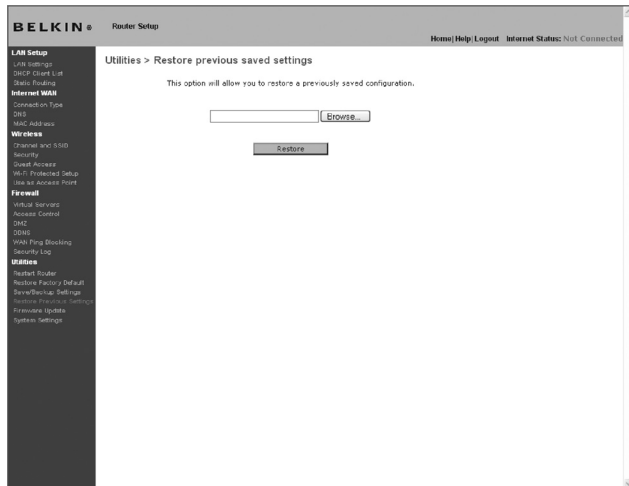 BELKIN
Router Setup
Home|Help|Logout Internet Status: Not Connected
LAN Setup
LAN Settings
DHCP Client List
Static Routing
Internet WAN
Connection Type
DNS
MAC Address
Wireless
Channel and SSID
Security
Guest Access
Wi-Fi Protected Setup
Use as Access Point
Firewall
Virtual Servers
Access Control
DMZ
DDNS
WAN Ping Blocking
Security Log
Utilities
Restart Router
Restore Factory Default
Save/Backup Settings
Restore Previous Settings
Firmware Update
System Settings
Utilities > Restore previous saved settings
This option will allow you to restore a previously saved configuration.
Browse...
Restore